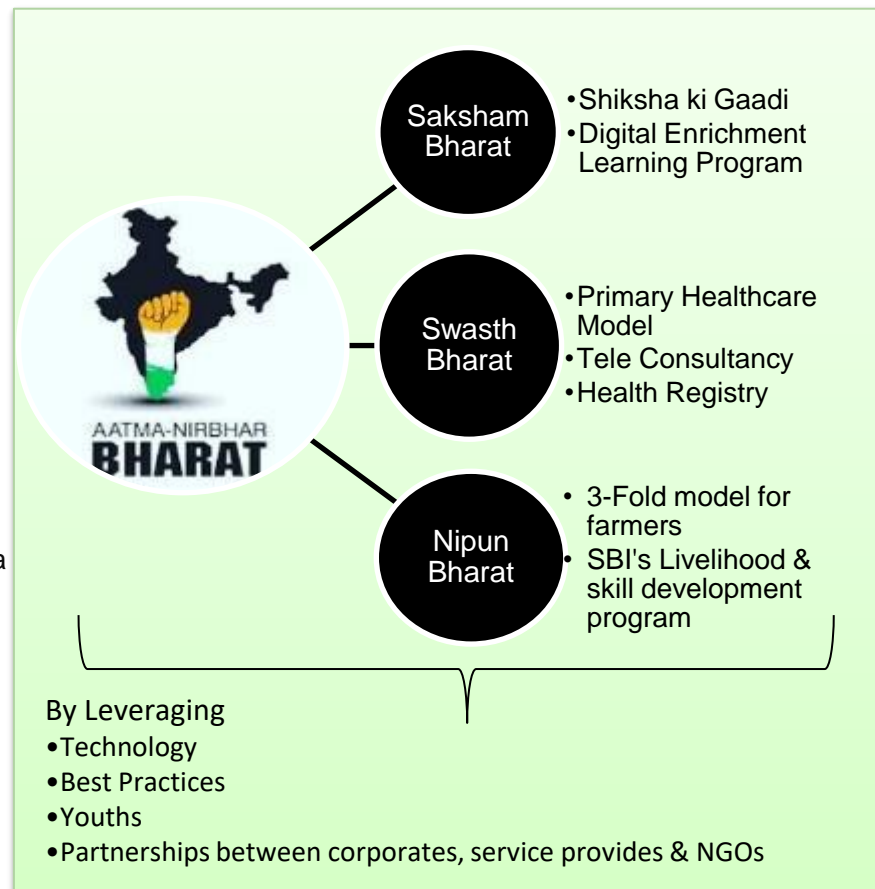 Saksham
Bharat
•Shiksha ki Gaadi
•Digital Enrichment
Learning Program
AATMA-NIRBHAR
BHARAT
Swasth
Bharat
•Primary Healthcare
Model
•Tele Consultancy
•Health Registry
Nipun
Bharat
• 3-Fold model for
farmers
• SBI's Livelihood &
skill development
program
a
By Leveraging
•Technology
•Best Practices
•Youths
•Partnerships between corporates, service provides & NGOs